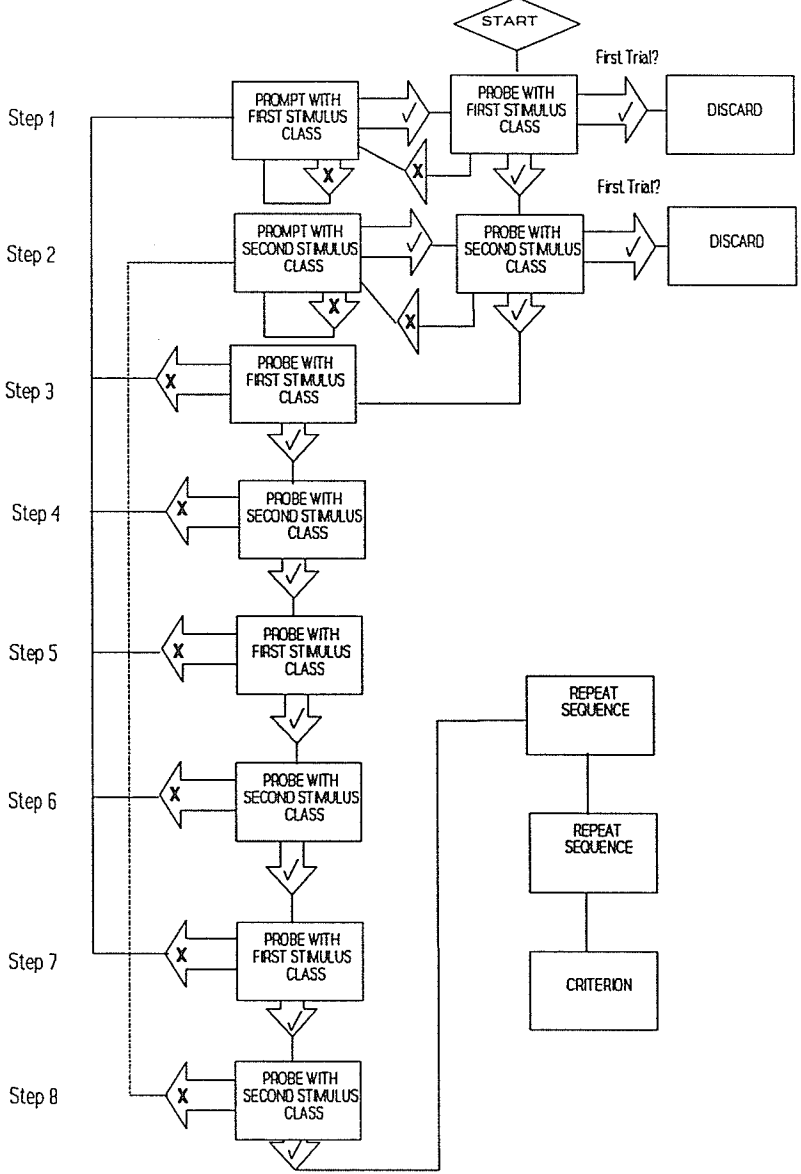 START
First Trial?
Step 1
PROMPT WITH
FIRST STIMULUS
CLASS
✓
PROBE WITH
FIRST STIMULUS
CLASS
✓
DISCARD
X
X
✓
First Trial?
Step 2
PROMPT WITH
SECOND STIMULUS
CLASS
✓
PROBE WITH
SECOND STIMULUS
CLASS
✓
DISCARD
X
X
✓
Step 3
X
PROBE WITH
FIRST STIMULUS
CLASS
✓
Step 4
X
PROBE WITH
SECOND STIMULUS
CLASS
✓
Step 5
X
PROBE WITH
FIRST STIMULUS
CLASS
✓
REPEAT
SEQUENCE
Step 6
X
PROBE WITH
SECOND STIMULUS
CLASS
✓
REPEAT
SEQUENCE
Step 7
X
PROBE WITH
FIRST STIMULUS
CLASS
✓
CRITERION
Step 8
X
PROBE WITH
SECOND STIMULUS
CLASS
✓